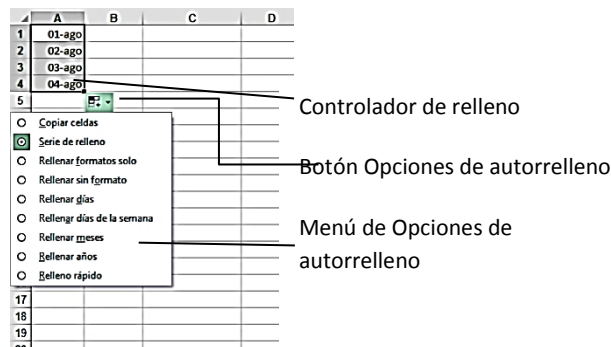 A B C D
1 01-ago
2 02-ago
3 03-ago
4 04-ago
5
Copiar celdas
Serie de relleno
Rellenar formatos solo
Rellenar sin formato
Rellenar días
Rellenar días de la semana
Rellenar meses
Rellenar años
Relleno rápido
17
18
19
Controlador de relleno
Botón Opciones de autorrelleno
Menú de Opciones de
autorrelleno